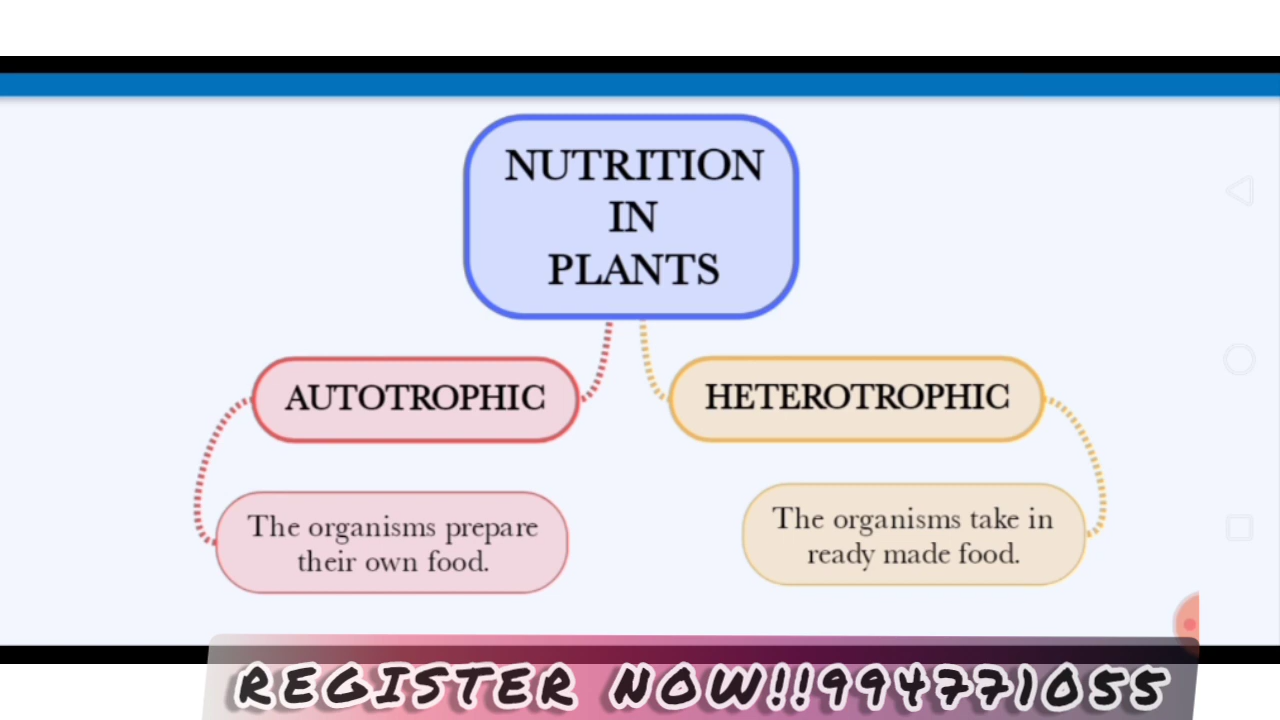 NUTRITION
IN
PLANTS
AUTOTROPHIC
HETEROTROPHIC
The organisms prepare
their own food.
The organisms take in
ready made food.
REGISTER NOW!!994771055